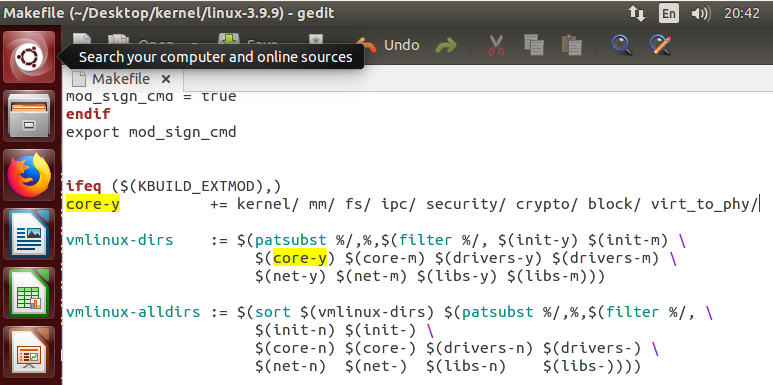 Makefile (~/Desktop/kernel/linux-3.9.9) - gedit
En
20:42
Search your computer and online sources
Undo
Makefile
mod_sign_cmd = true
endif
export mod_sign_cmd
ifeq ($(KBUILD_EXTMOD),)
core-y += kernel/ mm/ fs/ ipc/ security/ crypto/ block/ virt_to_phy/
vmlinux-dirs := $(patsubst %/,%,$(filter %/, $(init-y) $(init-m) \
$(core-y) $(core-m) $(drivers-y) $(drivers-m) \
$(net-y) $(net-m) $(libs-y) $(libs-m)))
vmlinux-alldirs := $(sort $(vmlinux-dirs) $(patsubst %/,%,$(filter %/, \
$(init-n) $(init-) \
$(core-n) $(core-) $(drivers-n) $(drivers-) \
$(net-n) $(net-) $(libs-n) $(libs-))))